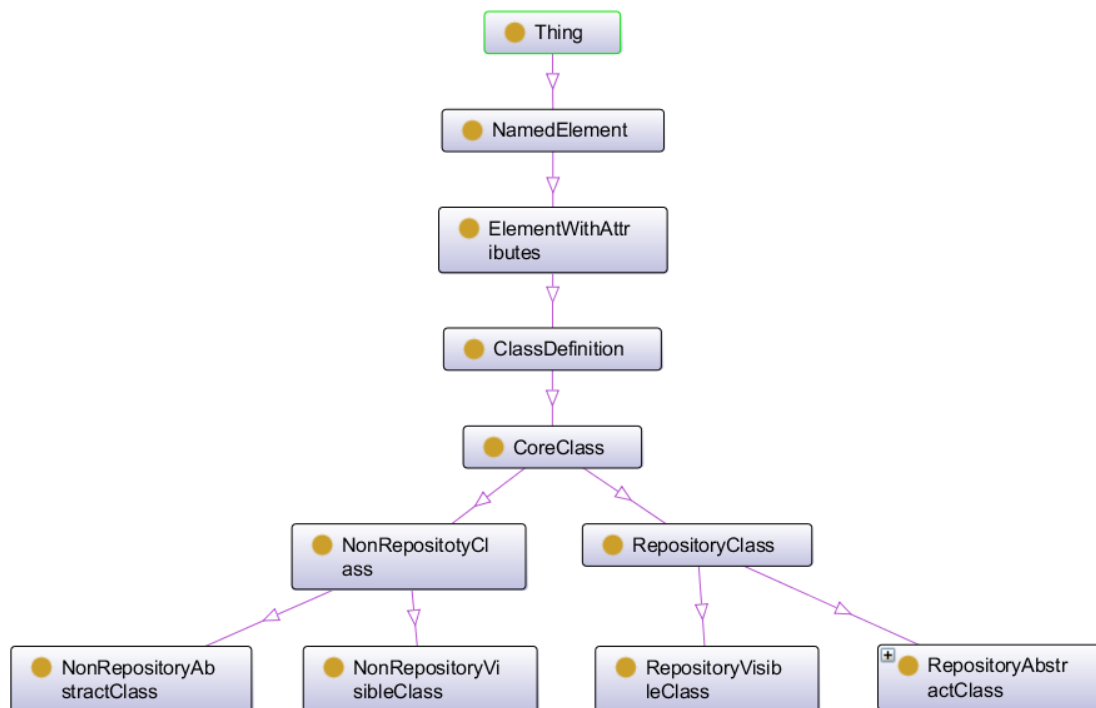 Thing
NamedElement
ElementWithAttr
ibutes
ClassDefinition
CoreClass
NonRepositotyCl
ass
RepositoryClass
NonRepositoryAb
stractClass
NonRepositoryVi
sibleClass
RepositoryVisib
leClass
RepositoryAbstr
actClass